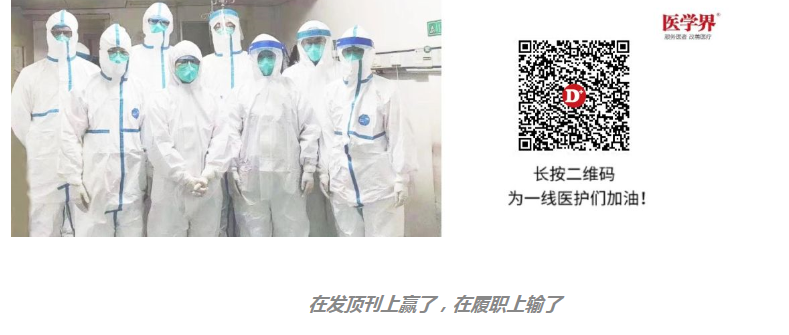 医学界®
服务医者 改善医疗
D+
长按二维码
为一线医护们加油！
在发顶刊上赢了，在履职上输了